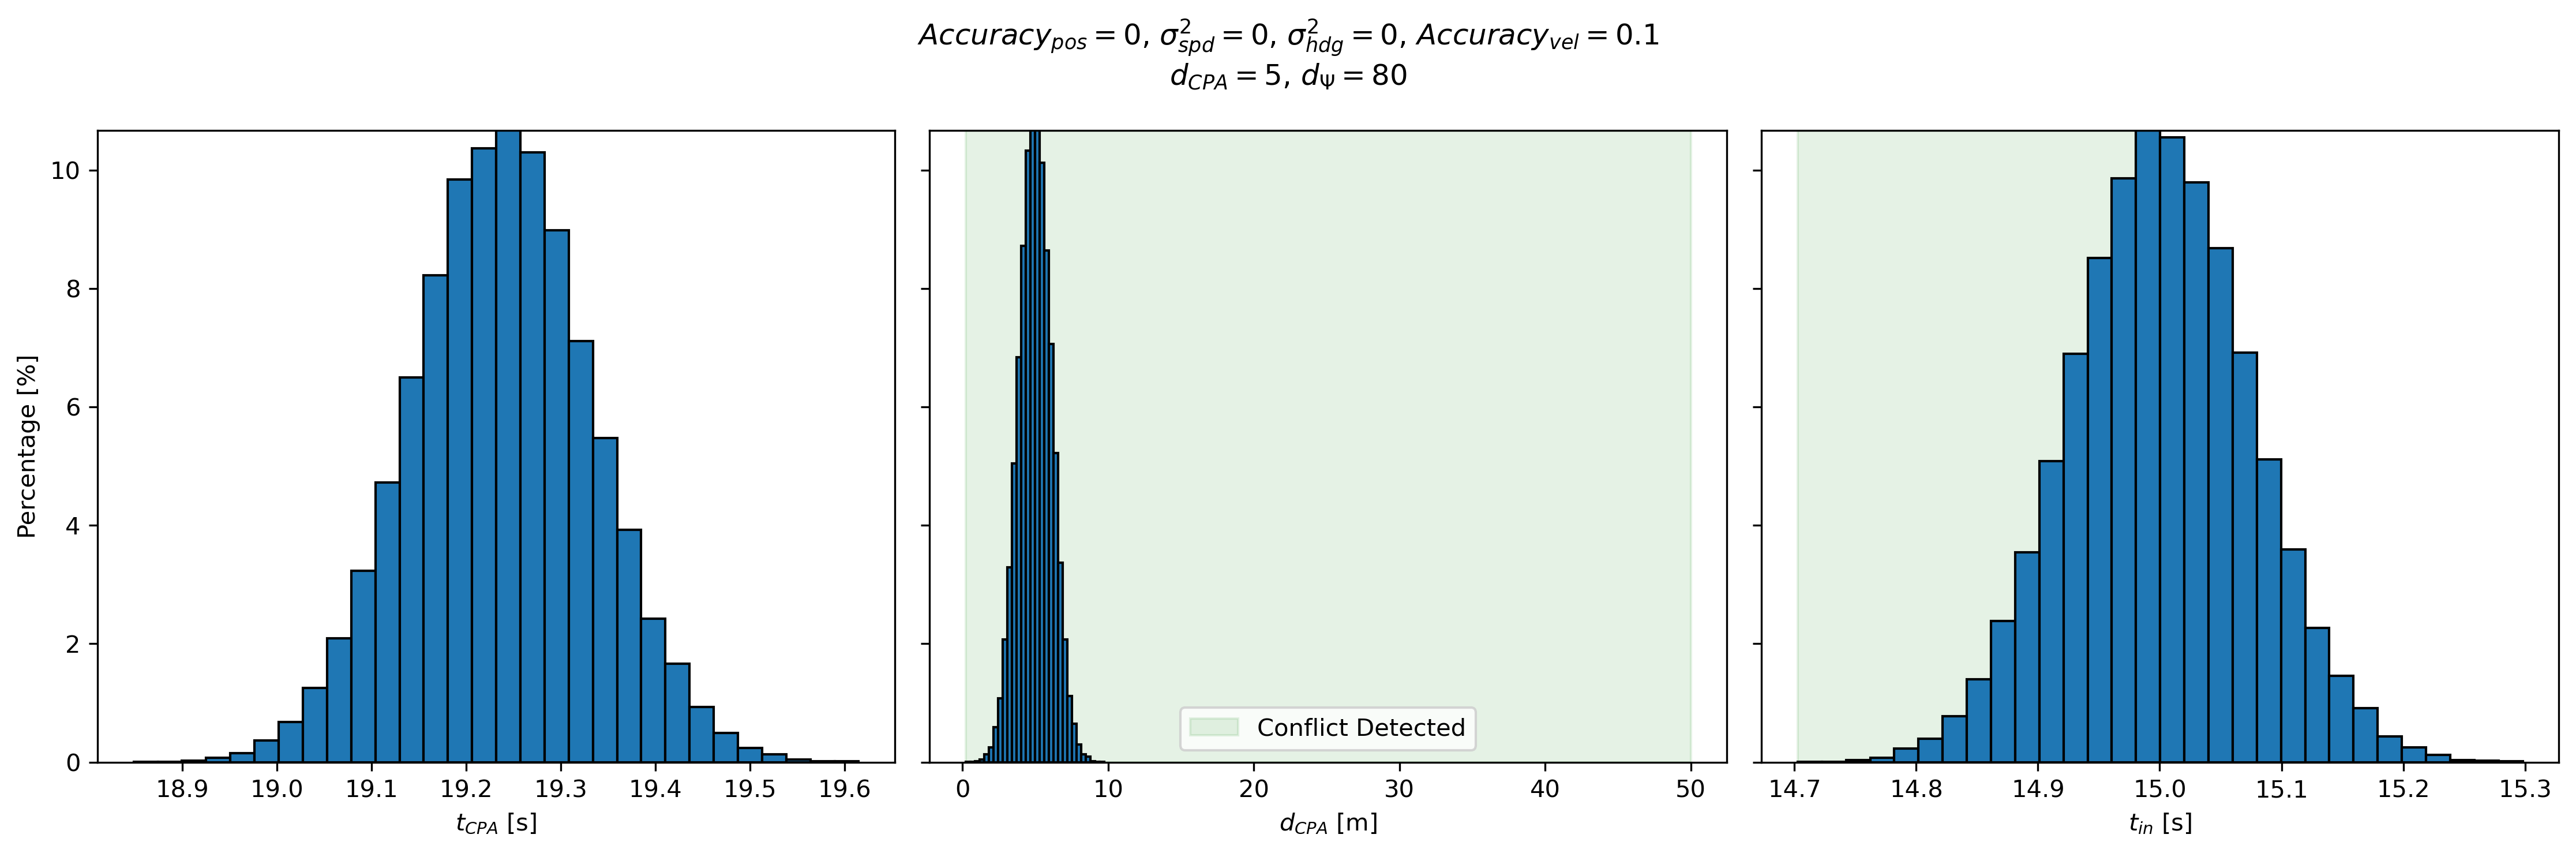 Accuracy_pos = 0, σ²_spd = 0, σ²_hdg = 0, Accuracy_vel = 0.1
d_CPA = 5, d_Ψ = 80
Percentage [%]
10
8
6
4
2
0
18.9 19.0 19.1 19.2 19.3 19.4 19.5 19.6
t_CPA [s]
Conflict Detected
0 10 20 30 40 50
d_CPA [m]
14.7 14.8 14.9 15.0 15.1 15.2 15.3
t_in [s]